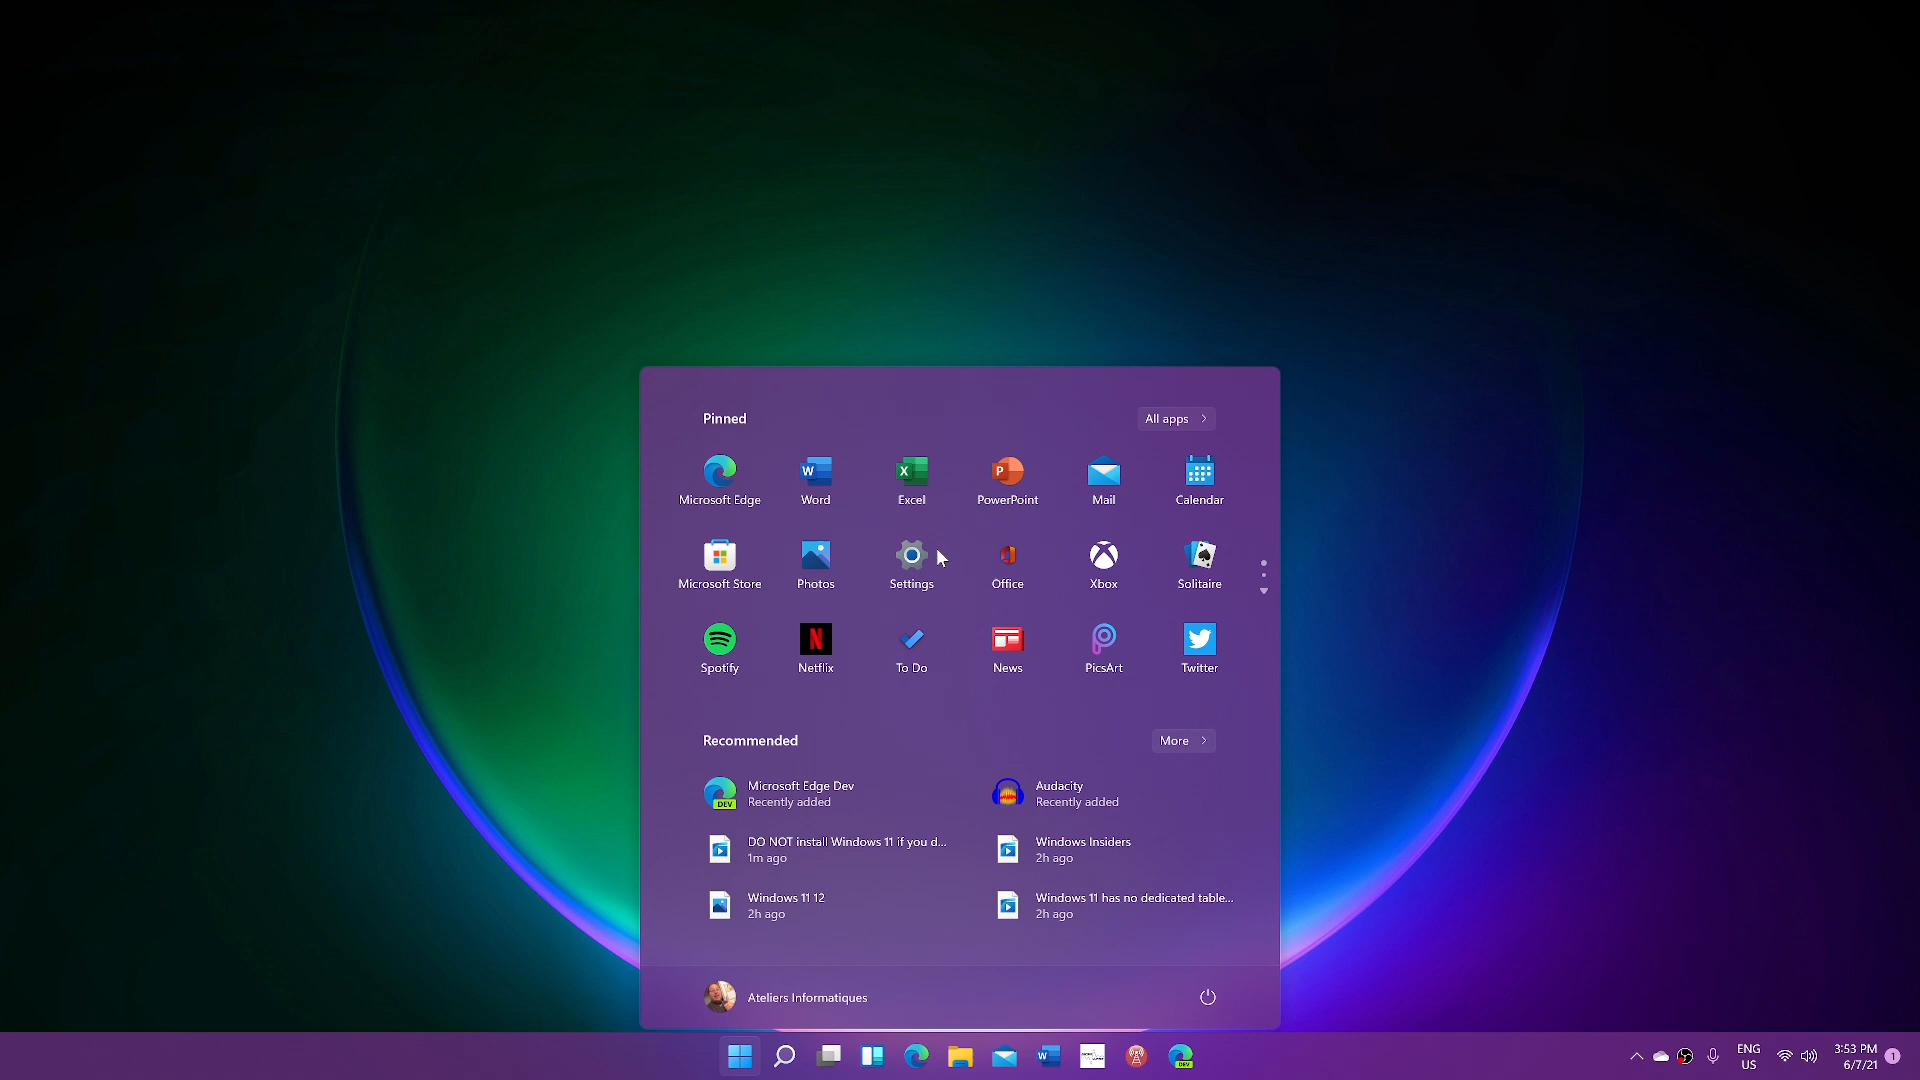 Pinned
All apps
Microsoft Edge
Word
Excel
PowerPoint
Mail
Calendar
Microsoft Store
Photos
Settings
Office
Xbox
Solitaire
Spotify
Netflix
To Do
News
PicsArt
Twitter
Recommended
More
Microsoft Edge Dev
Recently added
Audacity
Recently added
DO NOT install Windows 11 if you d...
1m ago
Windows Insiders
2h ago
Windows 11 12
2h ago
Windows 11 has no dedicated table...
2h ago
Ateliers Informatiques
ENG
US
3:53 PM
6/7/21
1